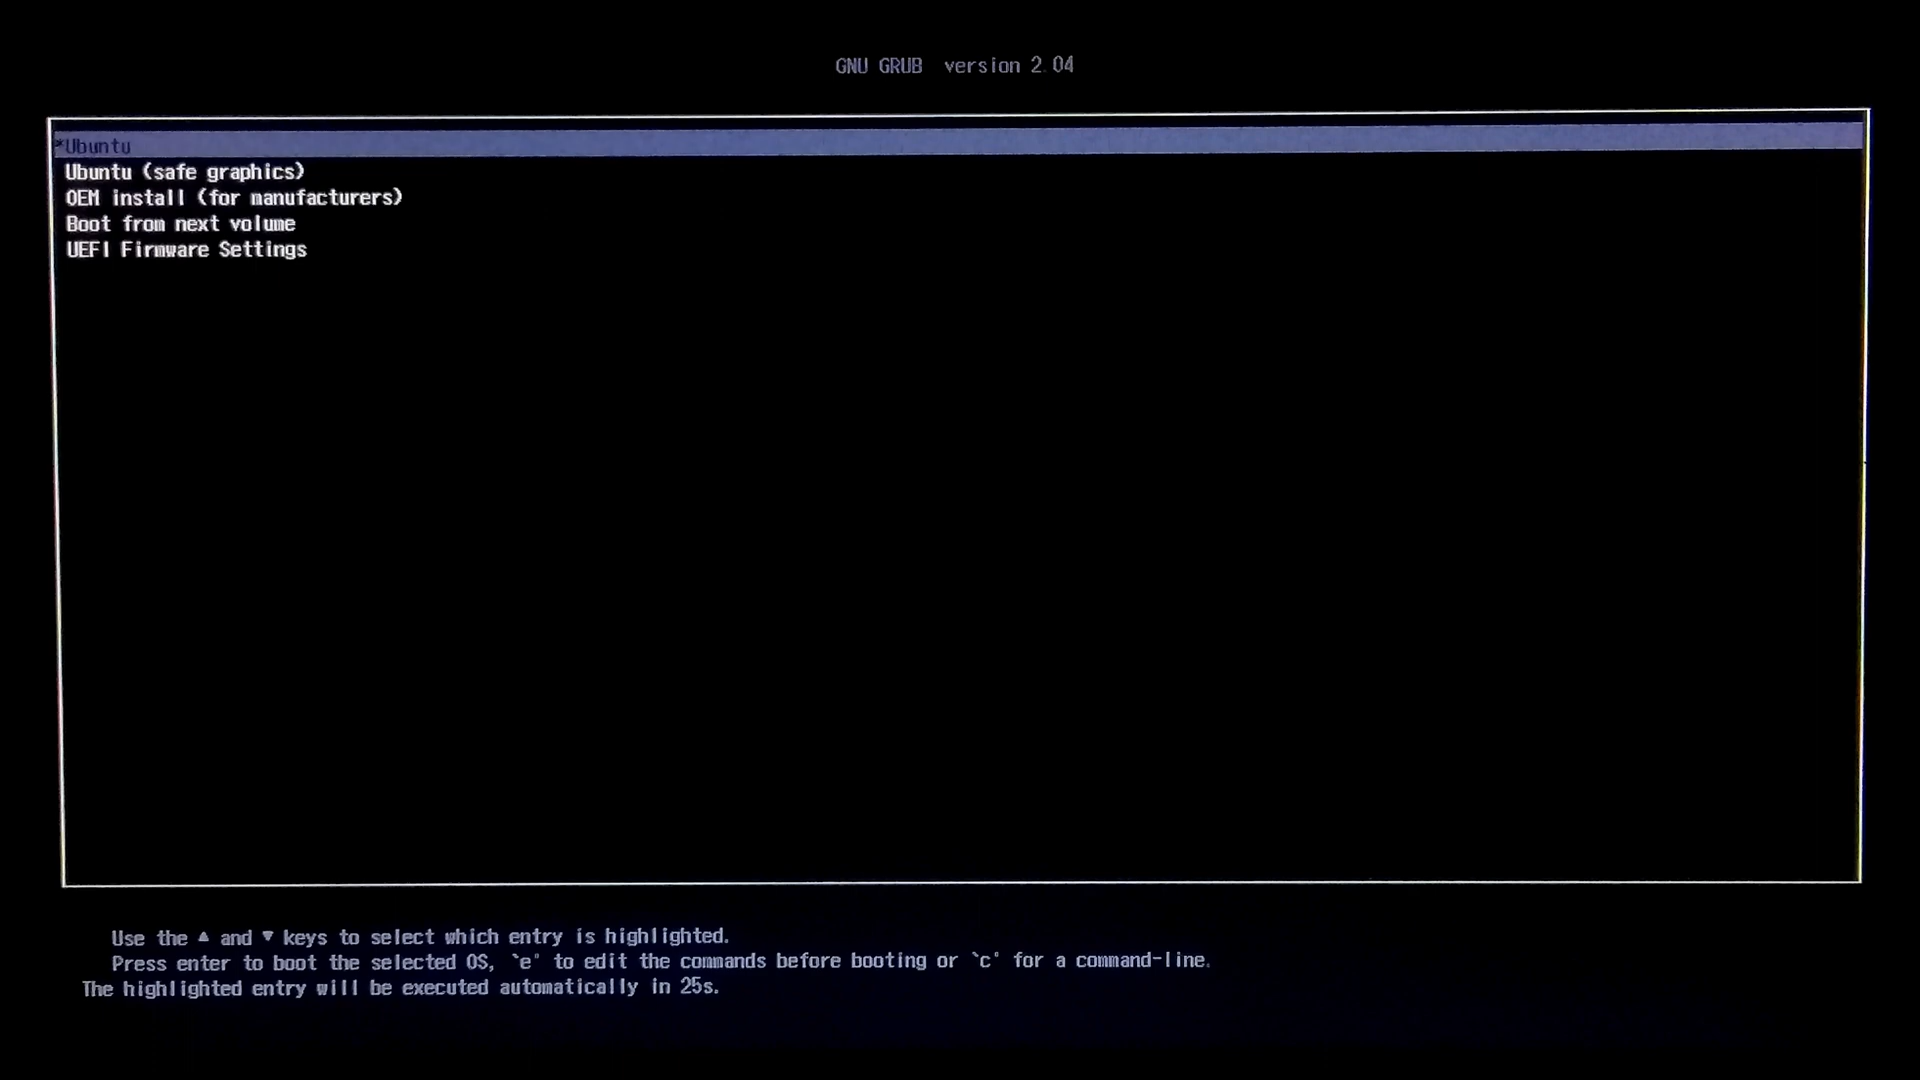 GNU GRUB  version 2.04
*Ubuntu
Ubuntu (safe graphics)
OEM install (for manufacturers)
Boot from next volume
UEFI Firmware Settings
Use the ▲ and ▼ keys to select which entry is highlighted.
Press enter to boot the selected OS, `e' to edit the commands before booting or `c' for a command-line.
The highlighted entry will be executed automatically in 25s.